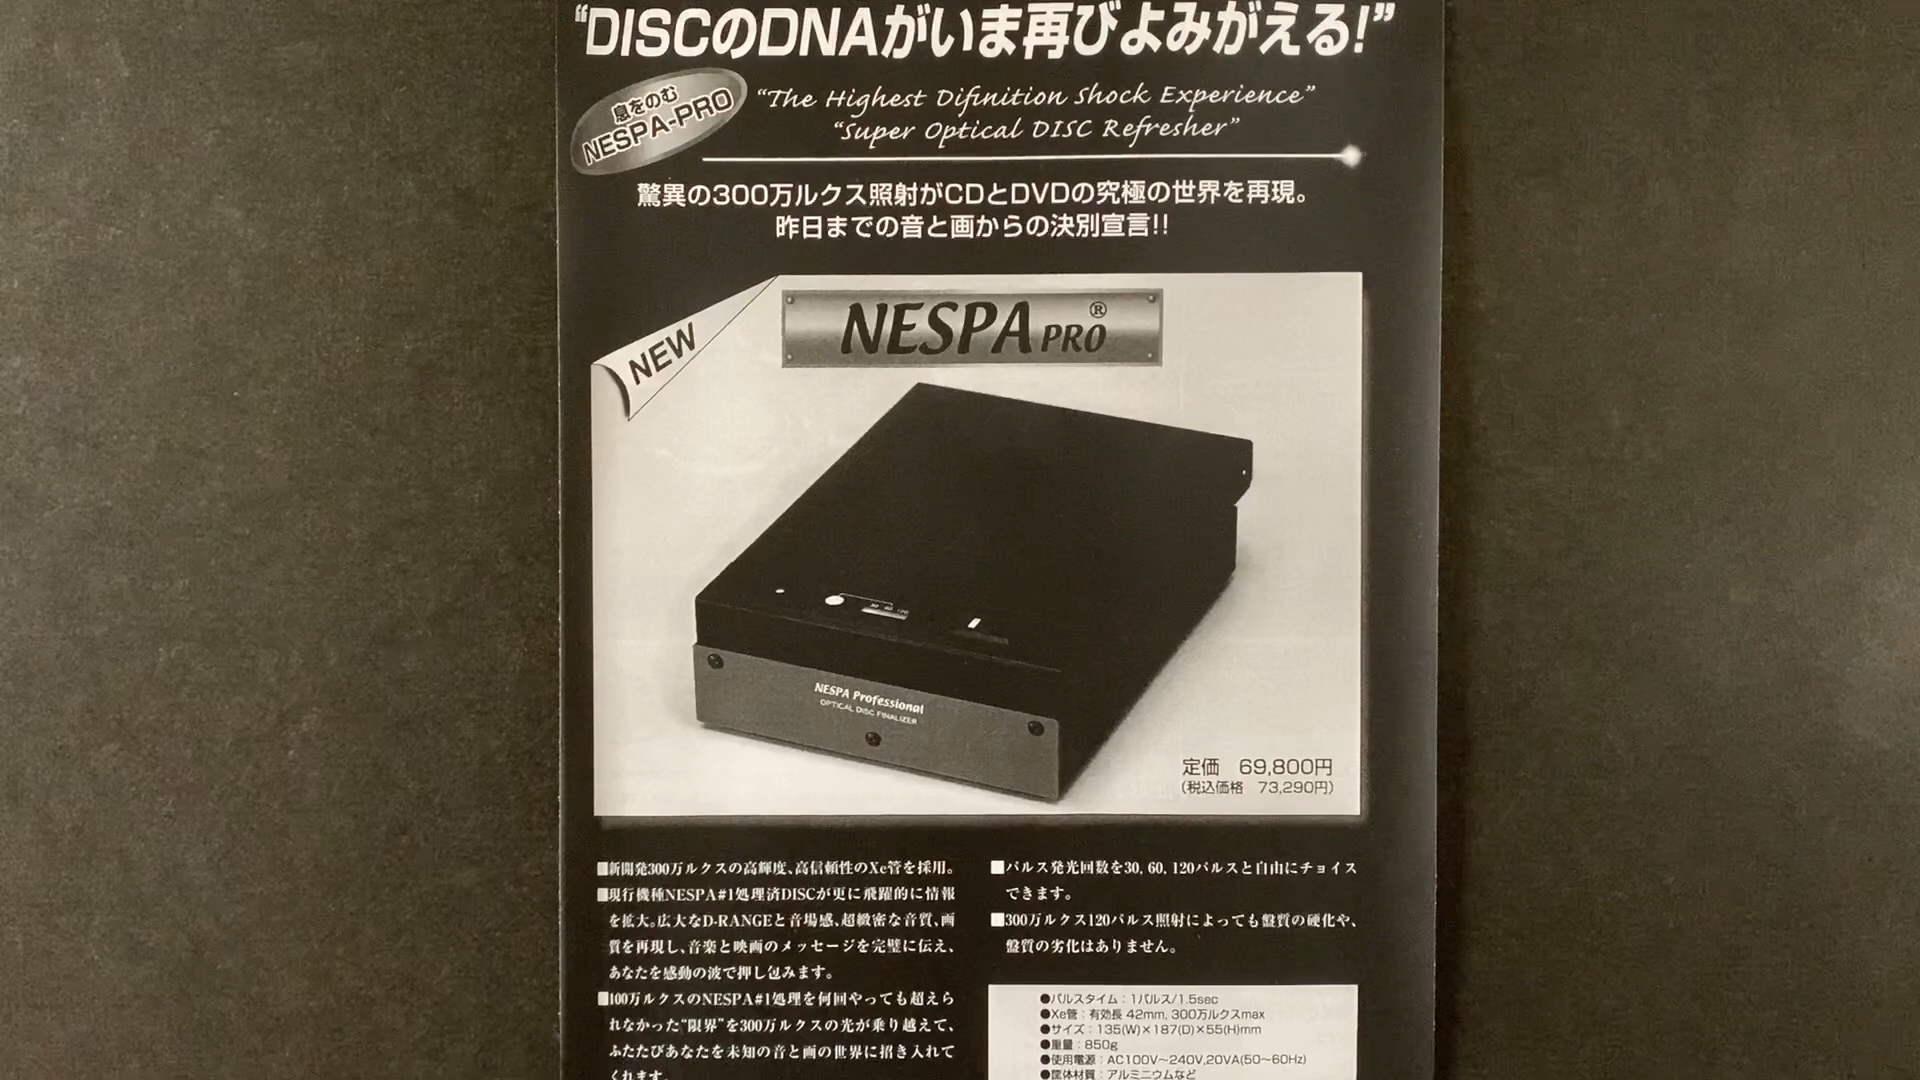 “DISCのDNAがいま再びよみがえる!”
息をのむ
NESPA-PRO
“The Highest Difinition Shock Experience”
“Super Optical DISC Refresher”
驚異の300万ルクス照射がCDとDVDの究極の世界を再現。
昨日までの音と画からの決別宣言!!
NEW
NESPA PRO ®
30 60 120
NESPA Professional
OPTICAL DISC FINALIZER
定価 69,800円
(税込価格 73,290円)
■新開発300万ルクスの高輝度、高信頼性のXe管を採用。
■現行機種NESPA#1処理済DISCが更に飛躍的に情報
を拡大。広大なD-RANGEと音場感、超緻密な音質、画
質を再現し、音楽と映画のメッセージを完璧に伝え、
あなたを感動の波で押し包みます。
■100万ルクスのNESPA#1処理を何回やっても超えら
れなかった“限界”を300万ルクスの光が乗り越えて、
ふたたびあなたを未知の音と画の世界に招き入れて
くれます。
■パルス発光回数を30, 60, 120パルスと自由にチョイス
できます。
■300万ルクス120パルス照射によっても盤質の硬化や、
盤質の劣化はありません。
●パルスタイム：1パルス/1.5sec
●Xe管：有効長 42mm, 300万ルクスmax
●サイズ：135(W)×187(D)×55(H)mm
●重量：850g
●使用電源：AC100V～240V,20VA(50～60Hz)
●筐体材質：アルミニウムなど